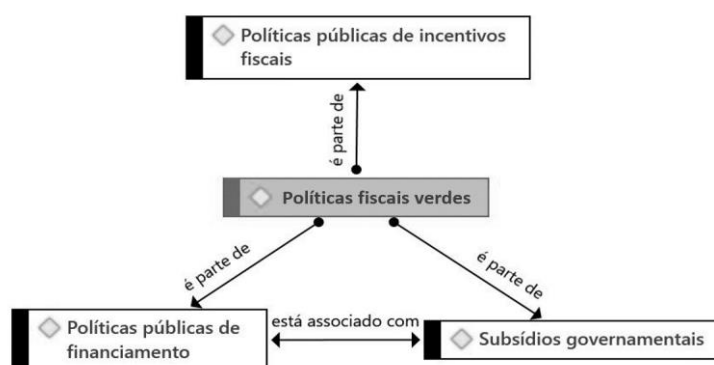 Políticas públicas de incentivos
fiscais
é parte de
Políticas fiscais verdes
é parte de
é parte de
Políticas públicas de
financiamento
está associado com
Subsídios governamentais